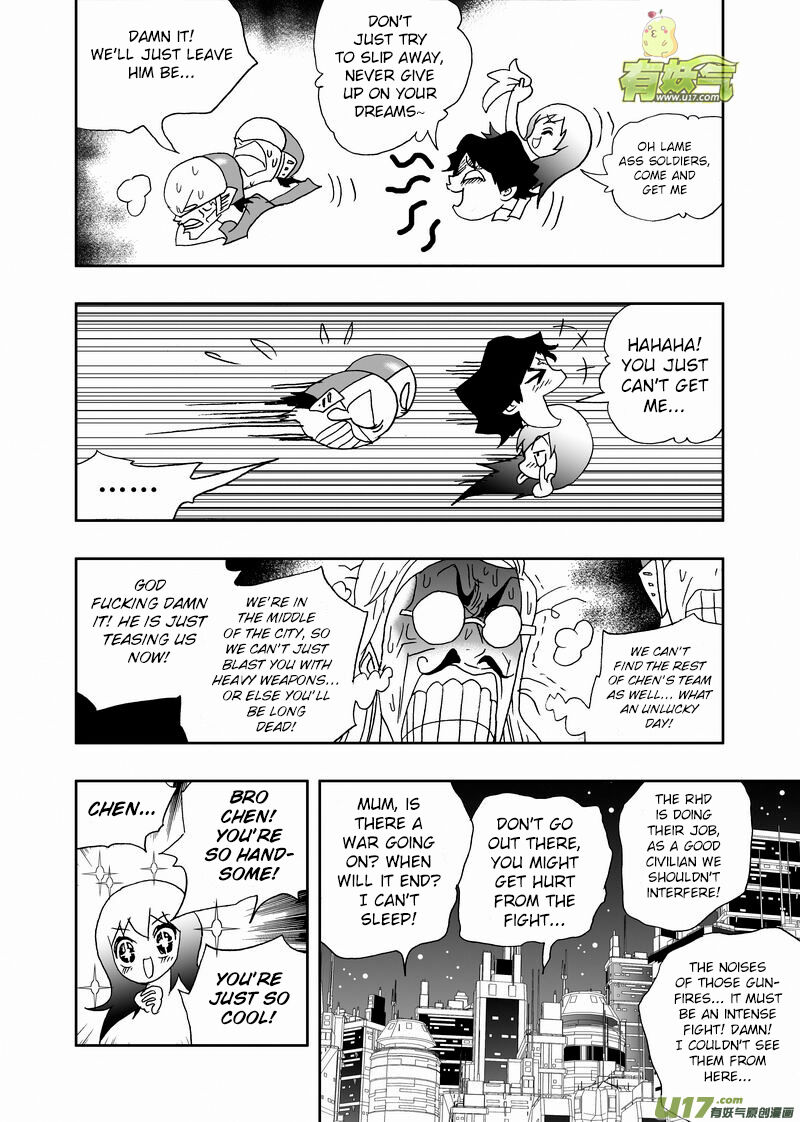 DAMN IT!
WE'LL JUST LEAVE
HIM BE...
DON'T
JUST TRY
TO SLIP AWAY,
NEVER GIVE
UP ON YOUR
DREAMS~
有妖气
www.U17.com
OH LAME
ASS SOLDIERS,
COME AND
GET ME
HAHAHA!
YOU JUST
CAN'T GET
ME...
......
GOD
FUCKING DAMN
IT! HE IS JUST
TEASING US
NOW!
WE'RE IN
THE MIDDLE
OF THE CITY, SO
WE CAN'T JUST
BLAST YOU WITH
HEAVY WEAPONS...
OR ELSE YOU'LL
BE LONG
DEAD!
WE CAN'T
FIND THE REST
OF CHEN'S TEAM
AS WELL... WHAT
AN UNLUCKY
DAY!
CHEN...
BRO
CHEN!
YOU'RE
SO HAND-
SOME!
YOU'RE
JUST SO
COOL!
MUM, IS
THERE A
WAR GOING
ON? WHEN
WILL IT END?
I CAN'T
SLEEP!
DON'T GO
OUT THERE,
YOU MIGHT
GET HURT
FROM THE
FIGHT...
THE RHD
IS DOING
THEIR JOB,
AS A GOOD
CIVILIAN WE
SHOULDN'T
INTERFERE!
THE NOISES
OF THOSE GUN-
FIRES... IT MUST
BE AN INTENSE
FIGHT! DAMN!
I COULDN'T SEE
THEM FROM
HERE...
U17.com
有妖气原创漫画